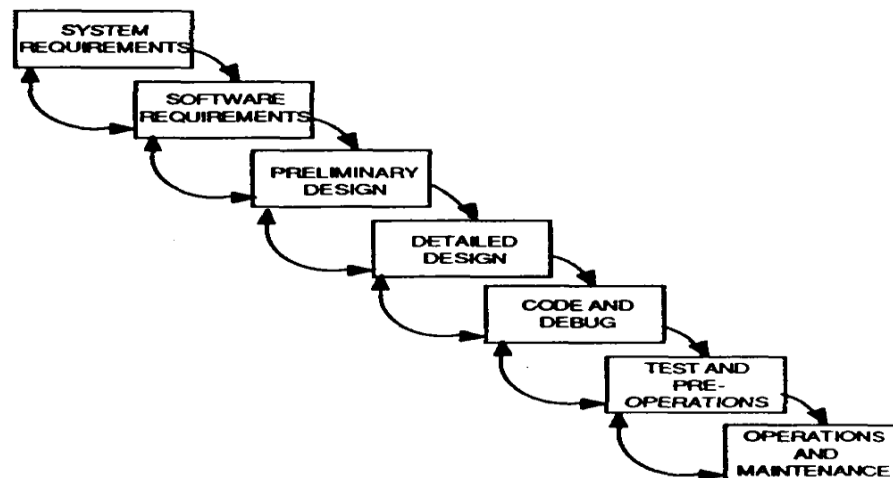 SYSTEM
REQUIREMENTS
SOFTWARE
REQUIREMENTS
PRELIMINARY
DESIGN
DETAILED
DESIGN
CODE AND
DEBUG
TEST AND
PRE-
OPERATIONS
OPERATIONS
AND
MAINTENANCE